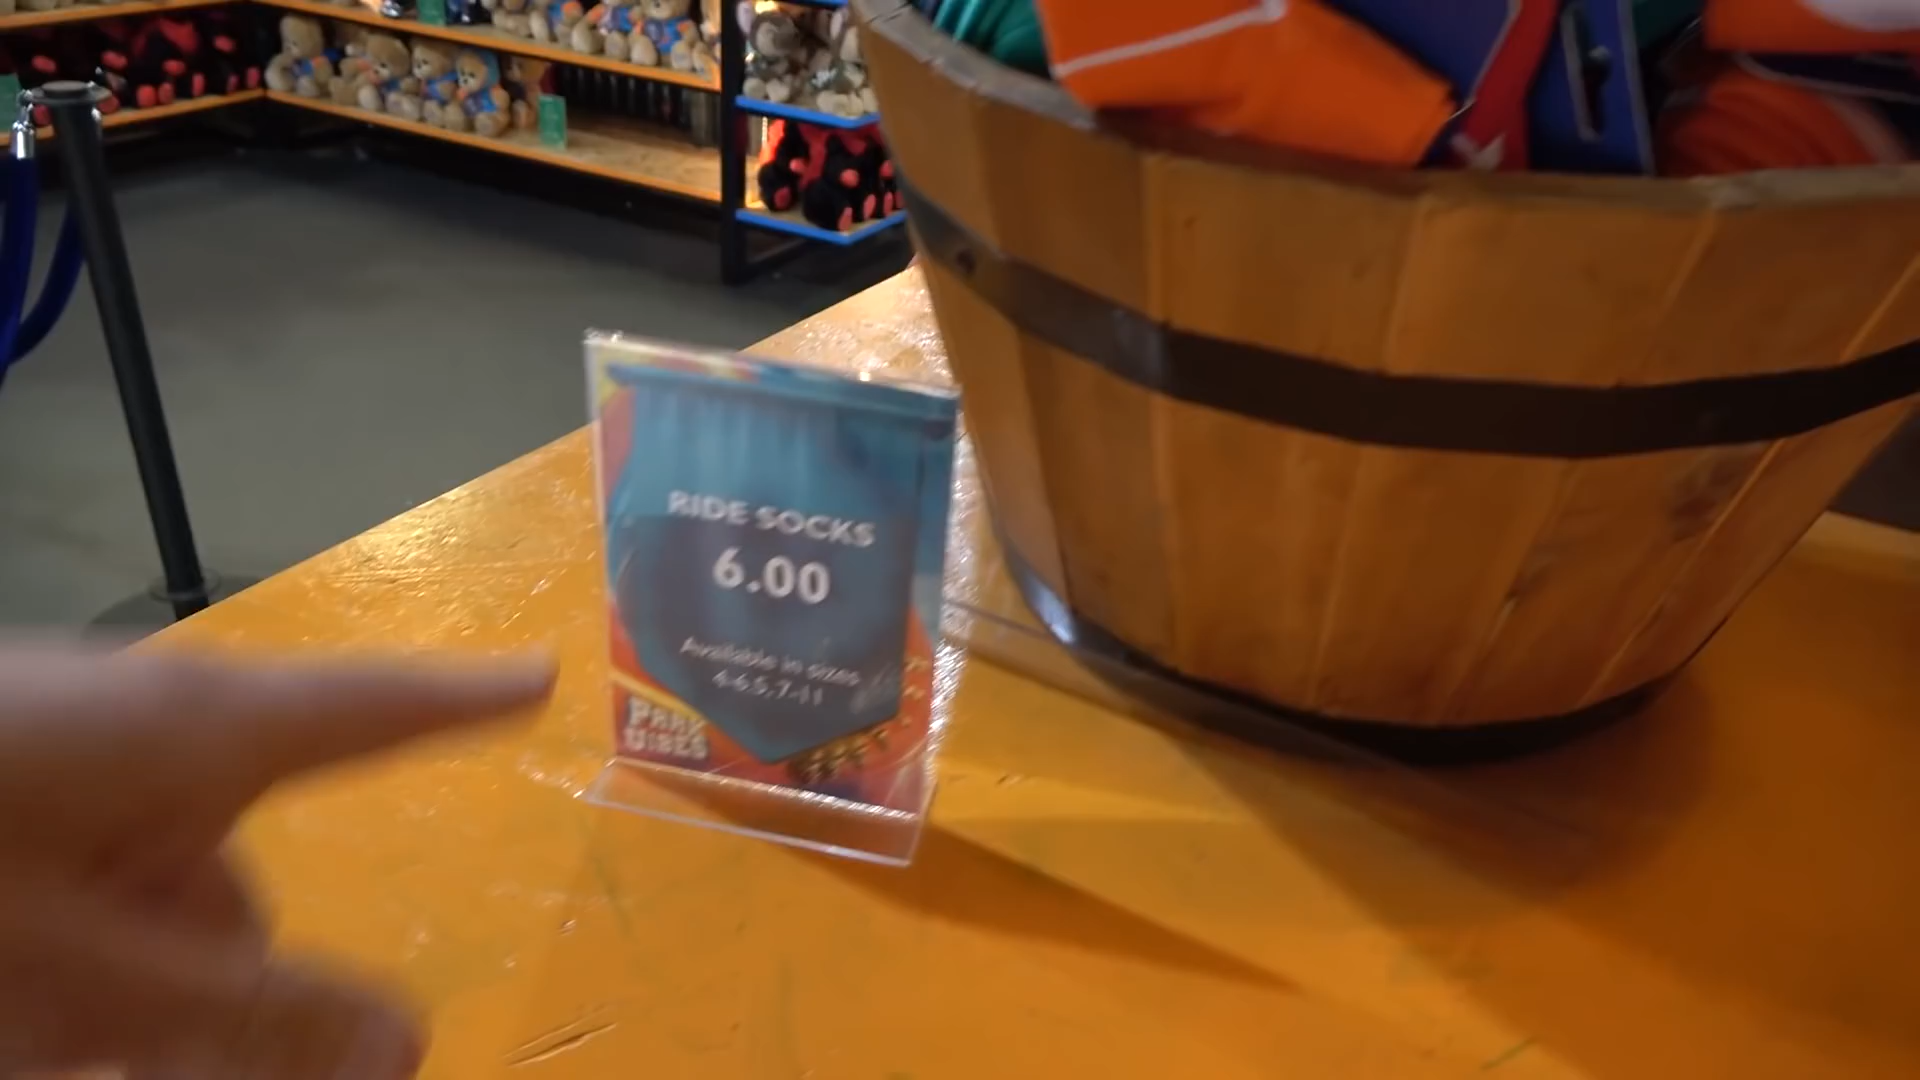 RIDE SOCKS
6.00
Available in sizes
4-6.5, 7-11
PARK
VIBES